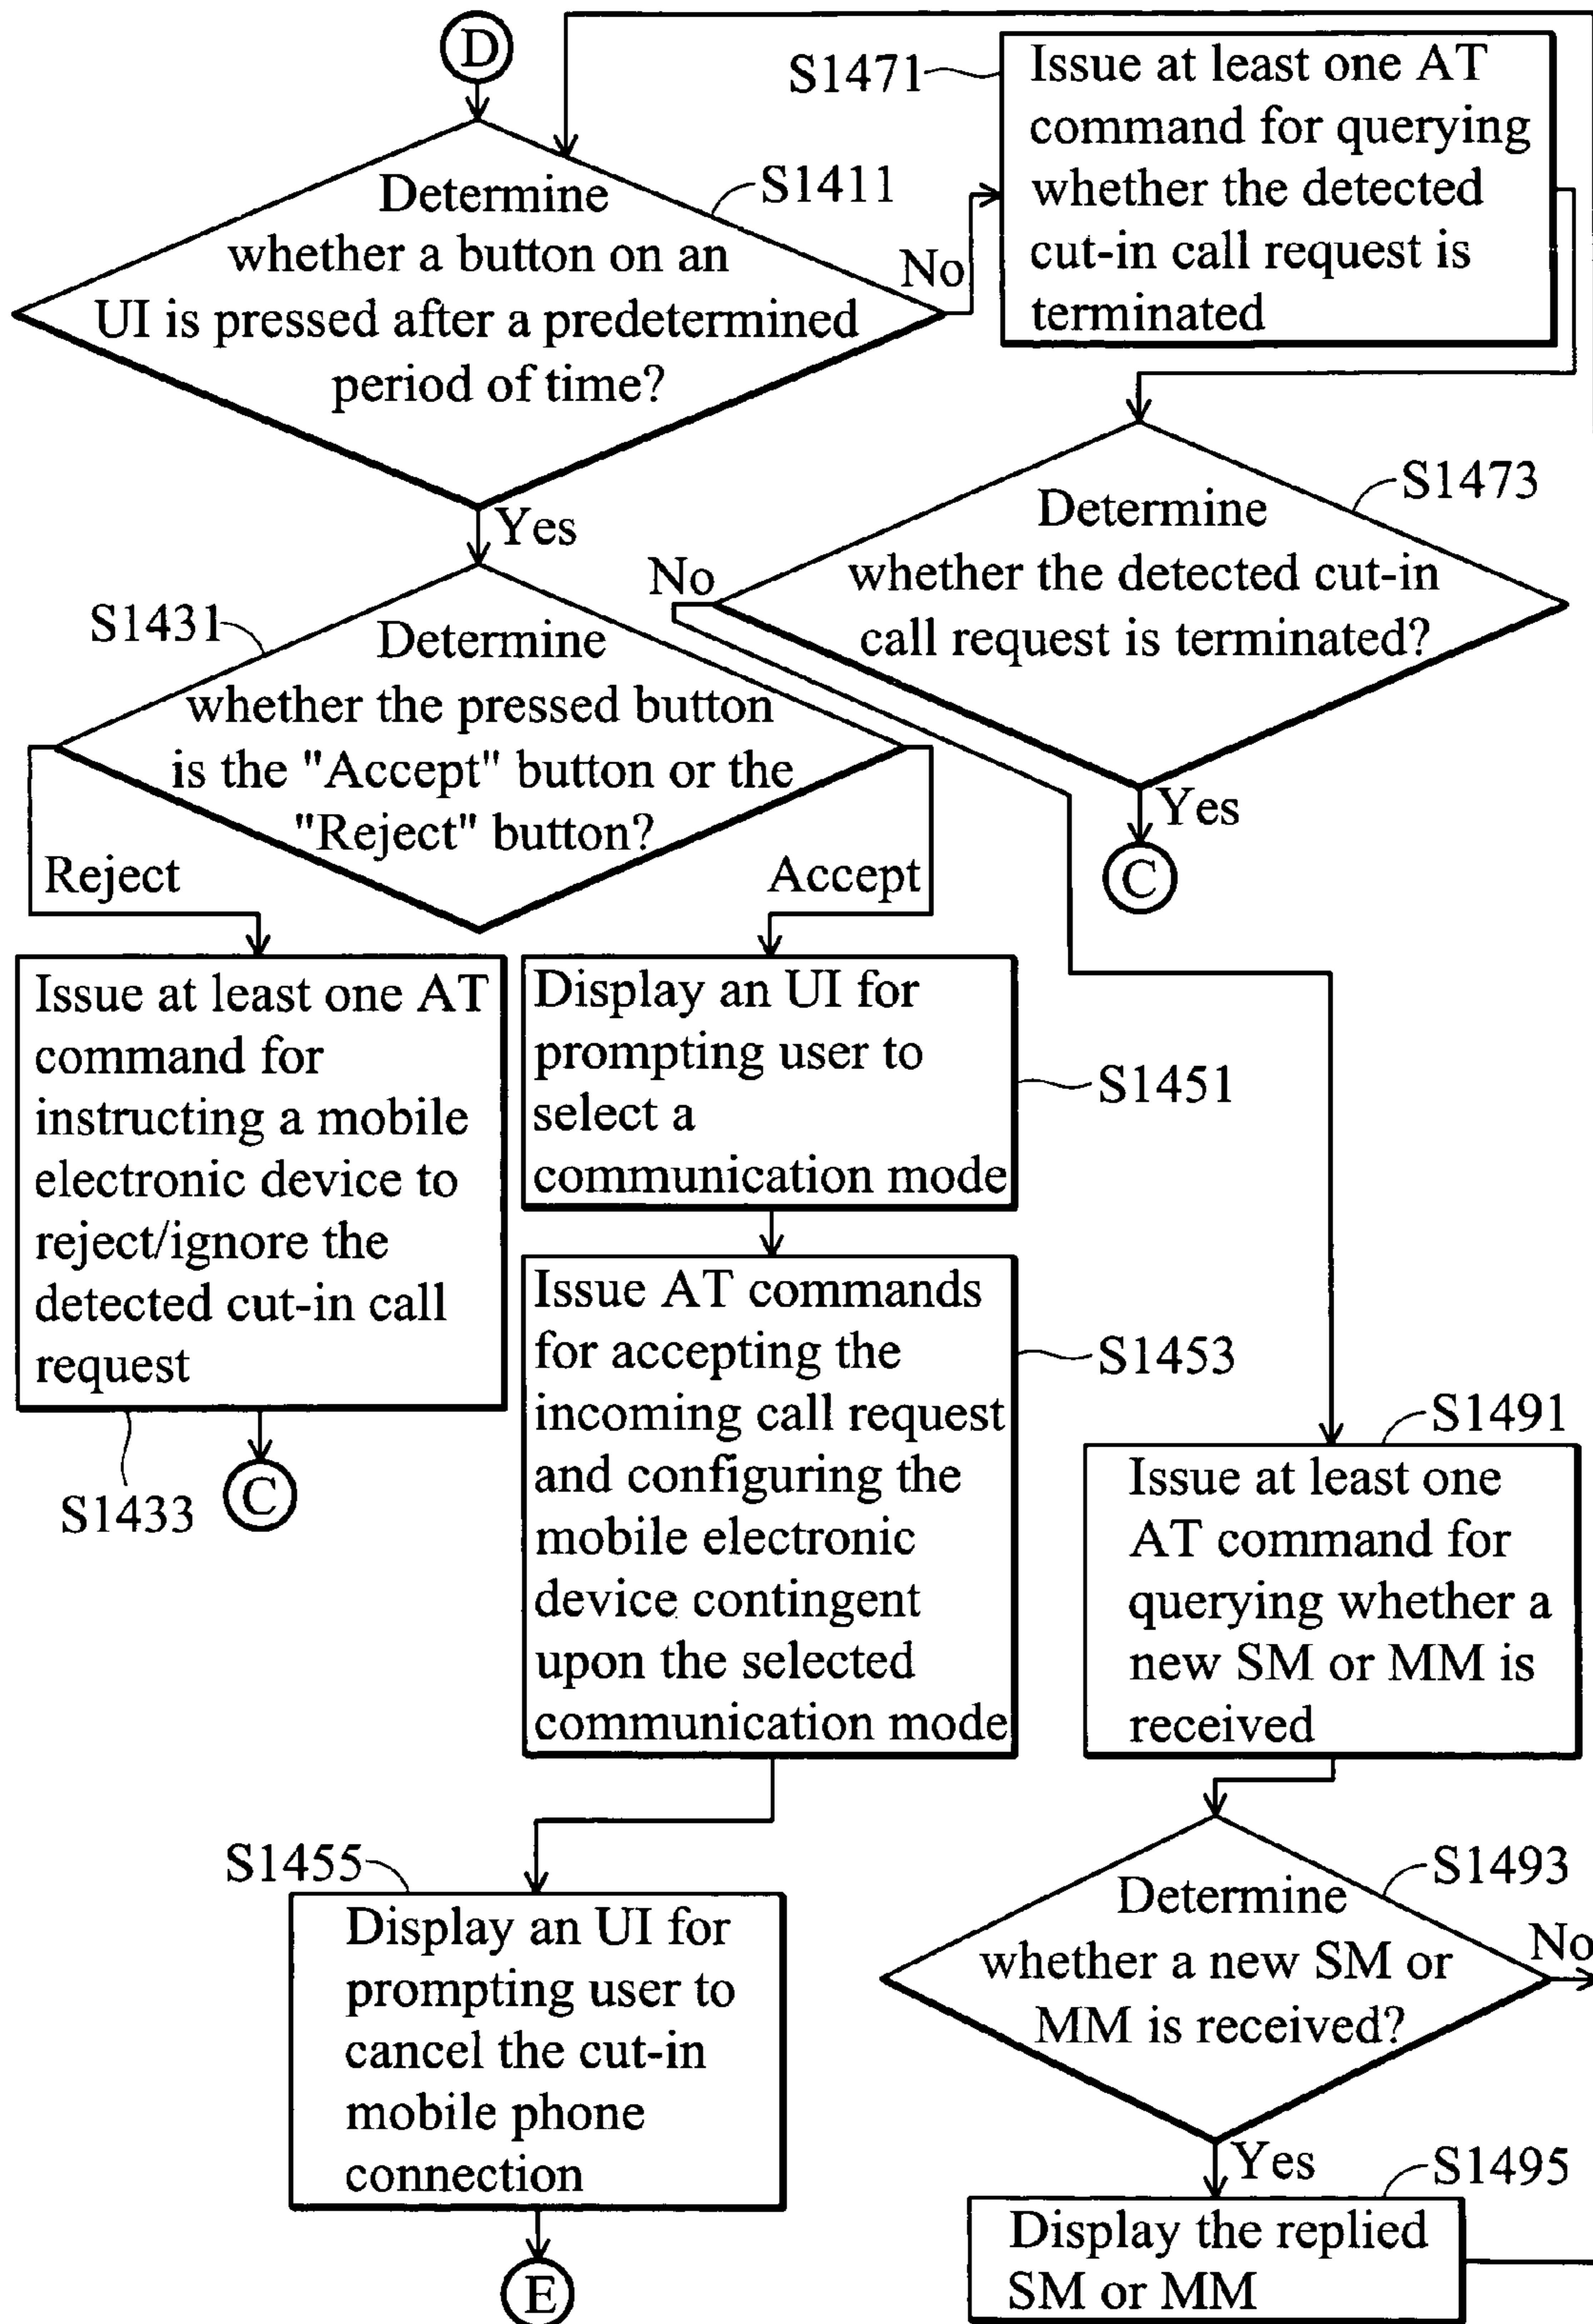 D
S1471
Issue at least one AT
command for querying
whether the detected
cut-in call request is
terminated
Determine
whether a button on an
UI is pressed after a predetermined
period of time?
S1411
No
Yes
S1473
Determine
whether the detected cut-in
call request is terminated?
No
Yes
C
S1431
Determine
whether the pressed button
is the "Accept" button or the
"Reject" button?
Reject
Accept
Issue at least one AT
command for
instructing a mobile
electronic device to
reject/ignore the
detected cut-in call
request
S1433
C
Display an UI for
prompting user to
select a
communication mode
S1451
Issue AT commands
for accepting the
incoming call request
and configuring the
mobile electronic
device contingent
upon the selected
communication mode
S1453
S1491
Issue at least one
AT command for
querying whether a
new SM or MM is
received
S1455
Display an UI for
prompting user to
cancel the cut-in
mobile phone
connection
E
S1493
Determine
whether a new SM or
MM is received?
No
Yes
S1495
Display the replied
SM or MM